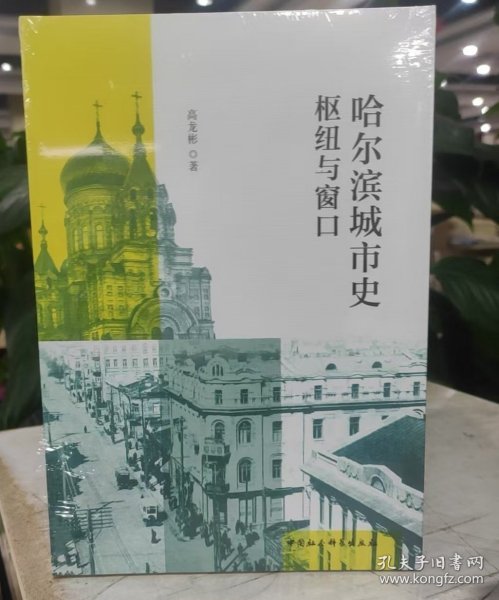 哈尔滨城市史
枢纽与窗口
高龙彬◎著
中国社会科学出版社
孔夫子旧书网
www.kongfz.com